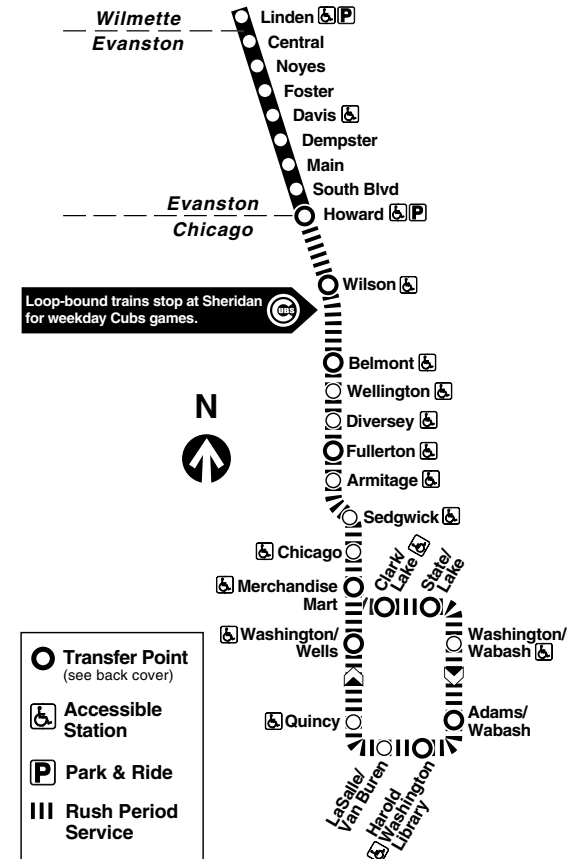 Wilmette
Evanston
Linden
P
Central
Noyes
Foster
Davis
Dempster
Main
South Blvd
Evanston
Chicago
Howard
P
Wilson
Loop-bound trains stop at Sheridan
for weekday Cubs games.
CUBS
Belmont
Wellington
N
Diversey
Fullerton
Armitage
Sedgwick
Chicago
Clark/
Lake
State/
Lake
Merchandise
Mart
Washington/
Wells
Washington/
Wabash
Quincy
Adams/
Wabash
LaSalle/
Van Buren
Harold
Washington
Library
Transfer Point
(see back cover)
Accessible
Station
P
Park & Ride
Rush Period
Service